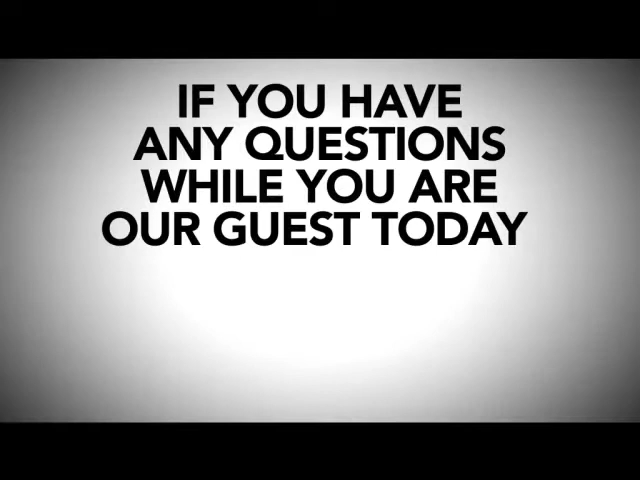 IF YOU HAVE
ANY QUESTIONS
WHILE YOU ARE
OUR GUEST TODAY